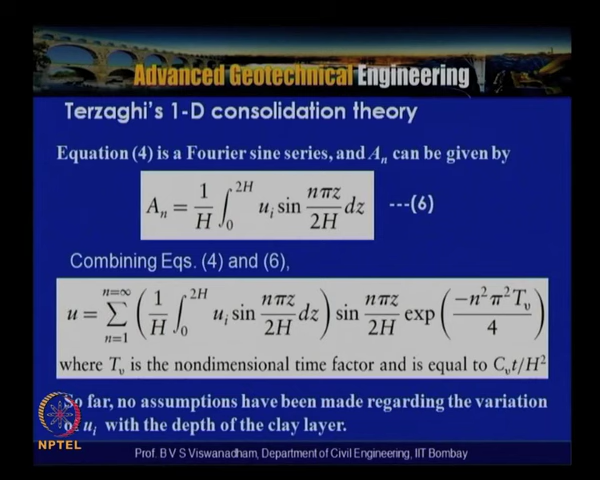 Advanced Geotechnical Engineering
Terzaghi's 1-D consolidation theory
Equation (4) is a Fourier sine series, and Aₙ can be given by
Aₙ = 1/H ∫₀^{2H} uᵢ sin nπz/2H dz ---(6)
Combining Eqs. (4) and (6),
u = ∑_{n=1}^{n=∞} (1/H ∫₀^{2H} uᵢ sin nπz/2H dz) sin nπz/2H exp(−n²π²Tᵥ/4)
where Tᵥ is the nondimensional time factor and is equal to Cᵥt/H²
So far, no assumptions have been made regarding the variation
of uᵢ with the depth of the clay layer.
NPTEL
Prof. B V S Viswanadham, Department of Civil Engineering, IIT Bombay